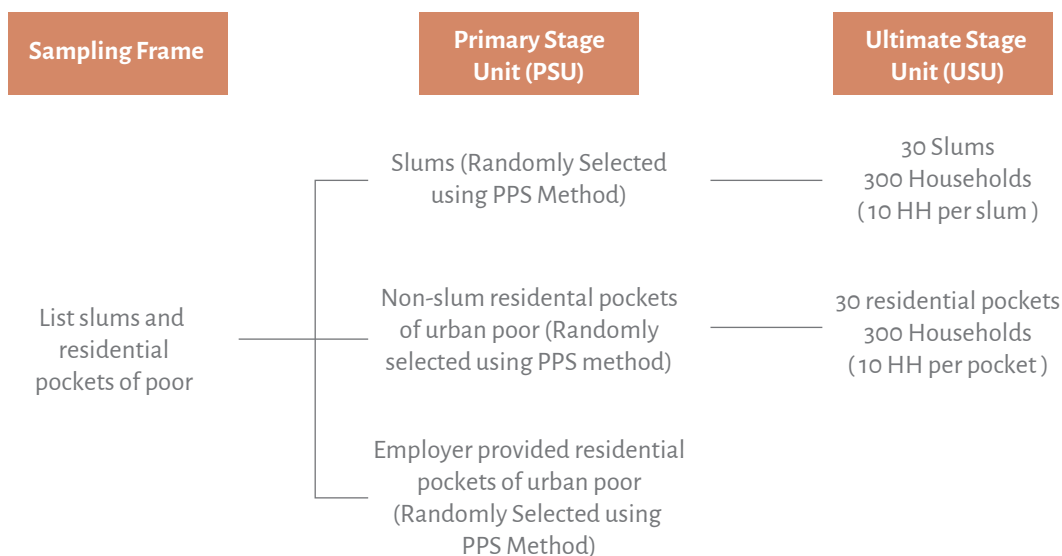 Sampling Frame
Primary Stage
Unit (PSU)
Ultimate Stage
Unit (USU)
List slums and
residential
pockets of poor
Slums (Randomly Selected
using PPS Method)
30 Slums
300 Households
( 10 HH per slum )
Non-slum residental pockets
of urban poor (Randomly
selected using PPS method)
30 residential pockets
300 Households
( 10 HH per pocket )
Employer provided residential
pockets of urban poor
(Randomly Selected using
PPS Method)